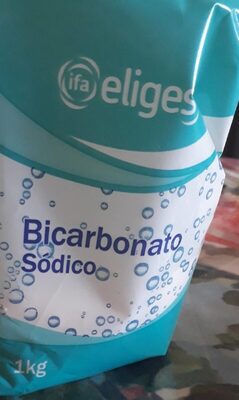 ifa eliges
Bicarbonato
Sódico
1kg